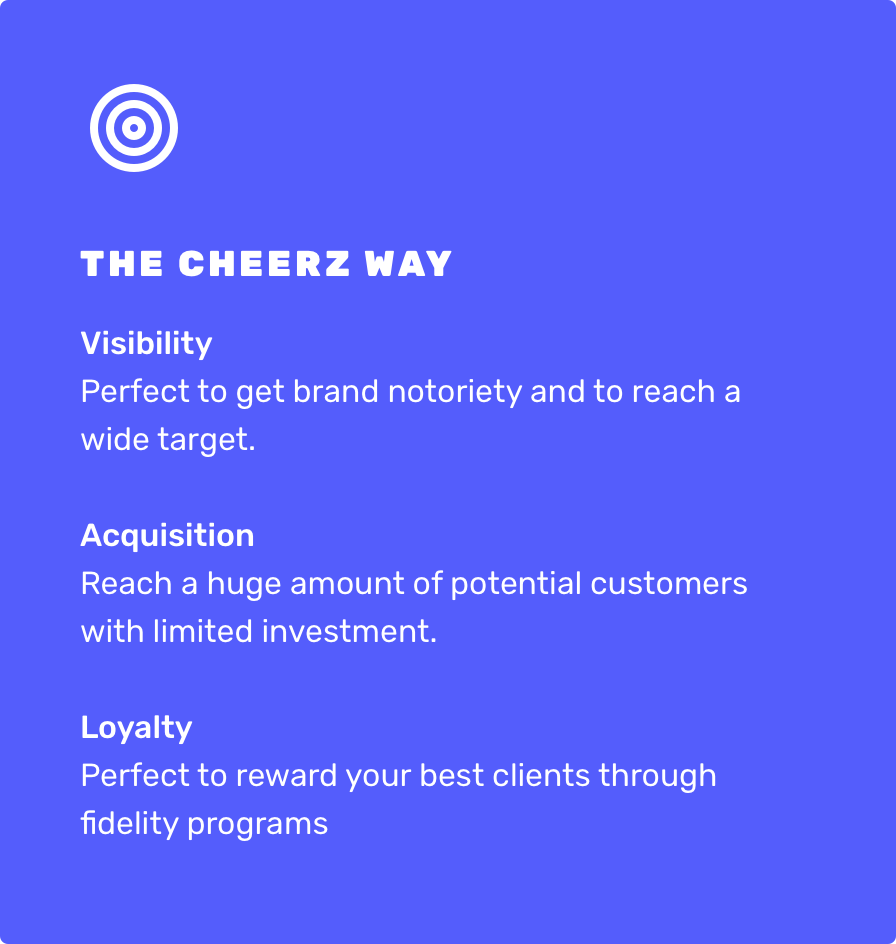 THE CHEERZ WAY
Visibility
Perfect to get brand notoriety and to reach a
wide target.
Acquisition
Reach a huge amount of potential customers
with limited investment.
Loyalty
Perfect to reward your best clients through
fidelity programs